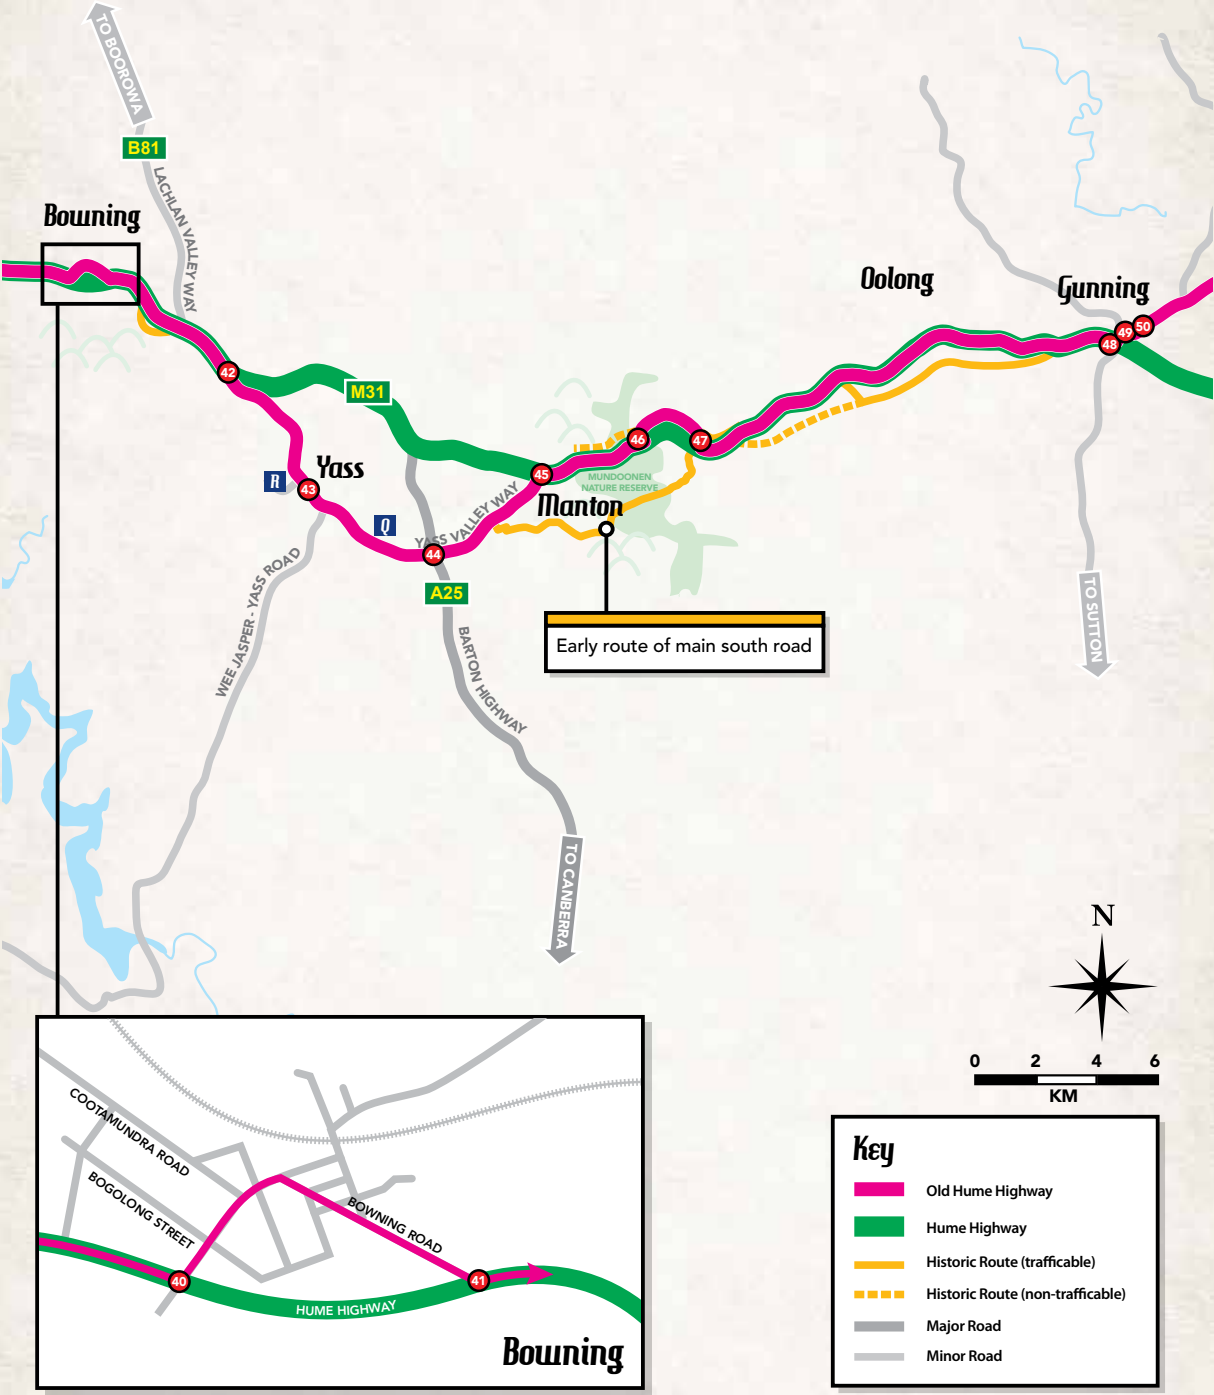 TO BOOROWA
B81
LACHLAN VALLEY WAY
Bowning
Oolong
Gunning
50
49
48
42
M31
46
47
Yass
R
43
45
MUNDOONEN
NATURE RESERVE
Manton
Q
YASS VALLEY WAY
44
A25
WEE JASPER - YASS ROAD
BARTON HIGHWAY
TO SUTTON
Early route of main south road
TO CANBERRA
N
0 2 4 6
KM
COOTAMUNDRA ROAD
BOGOLONG STREET
BOWNING ROAD
40
41
HUME HIGHWAY
Bowning
Key
Old Hume Highway
Hume Highway
Historic Route (trafficable)
Historic Route (non-trafficable)
Major Road
Minor Road